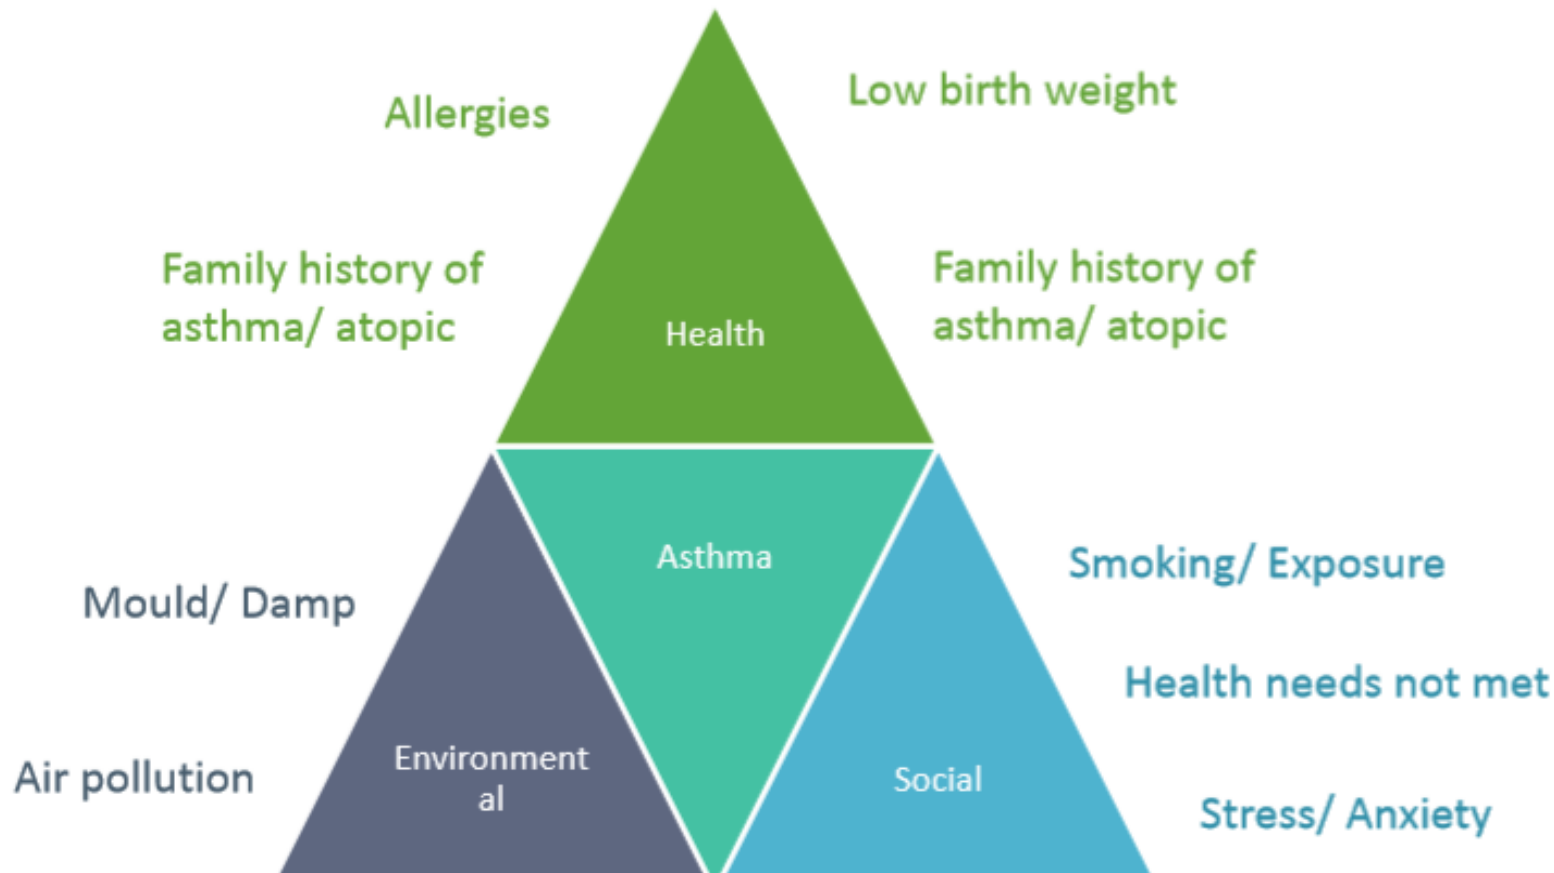 Low birth weight
Allergies
Family history of
asthma/ atopic
Family history of
asthma/ atopic
Health
Asthma
Smoking/ Exposure
Mould/ Damp
Health needs not met
Environment
al
Air pollution
Social
Stress/ Anxiety